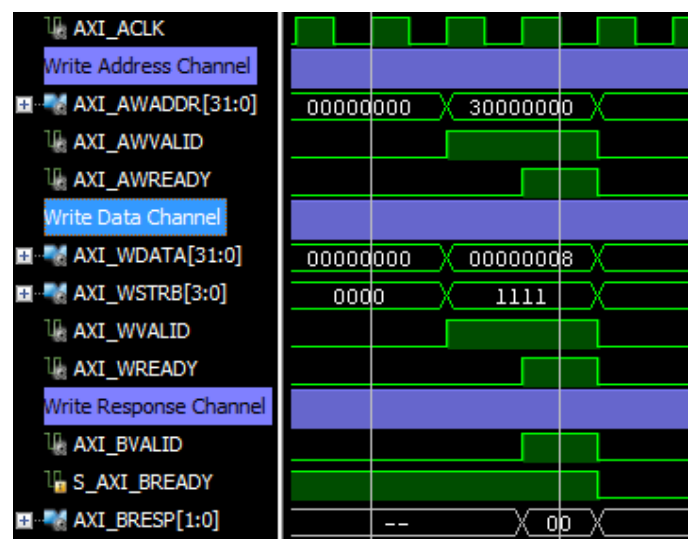 AXI_ACLK
Write Address Channel
AXI_AWADDR[31:0] 00000000 30000000
AXI_AWVALID
AXI_AWREADY
Write Data Channel
AXI_WDATA[31:0] 00000000 00000008
AXI_WSTRB[3:0] 0000 1111
AXI_WVALID
AXI_WREADY
Write Response Channel
AXI_BVALID
S_AXI_BREADY
AXI_BRESP[1:0] -- 00